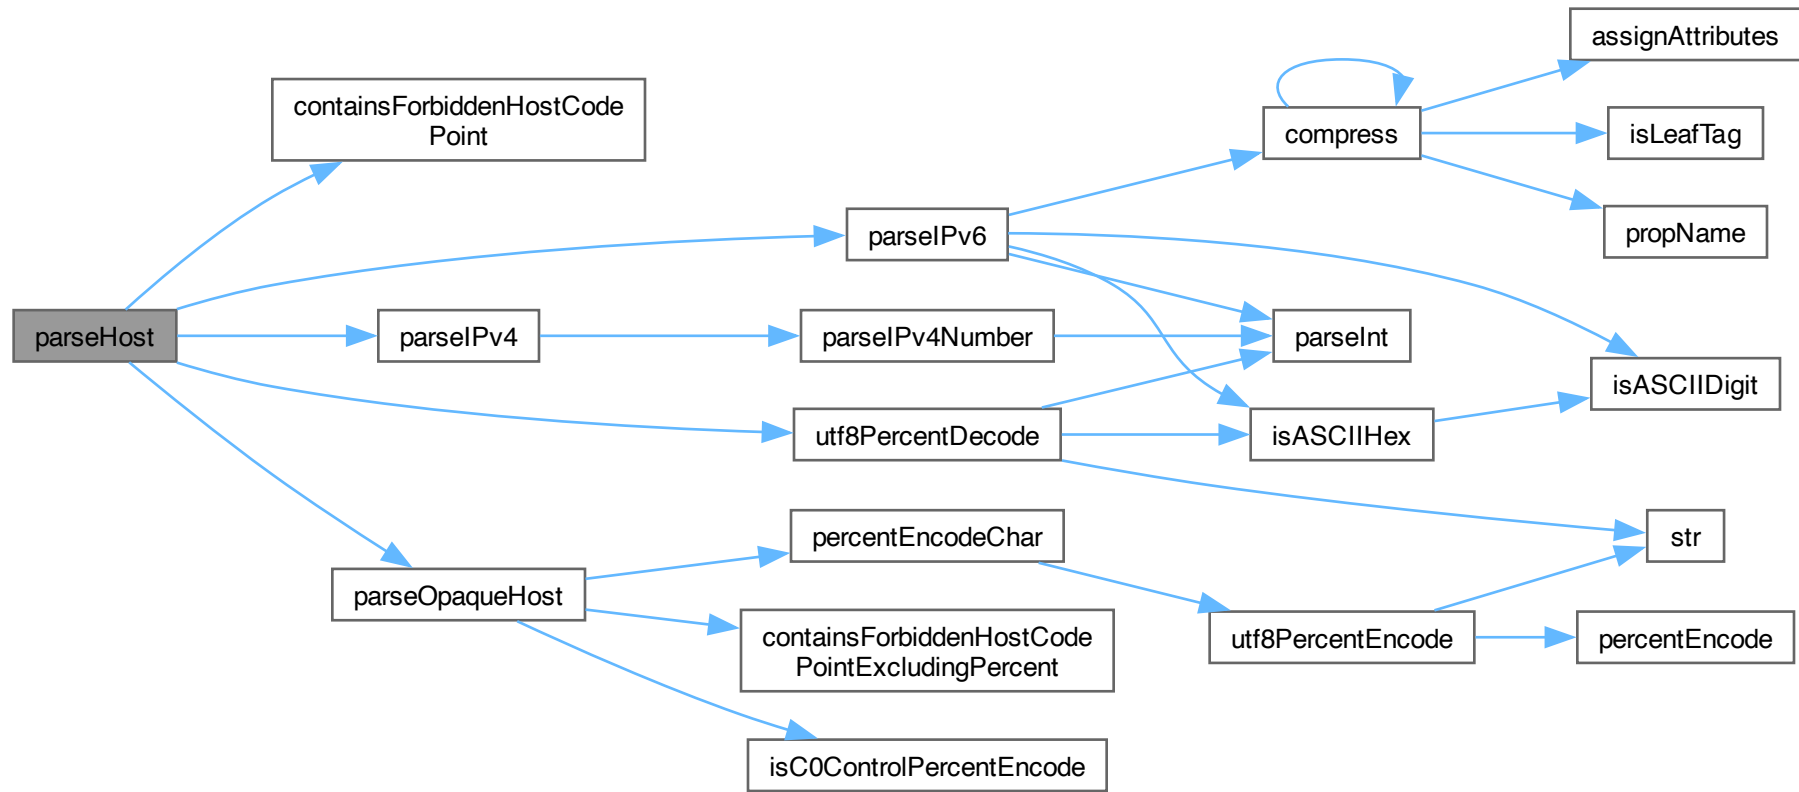 assignAttributes
containsForbiddenHostCode
Point
compress
isLeafTag
propName
parseIPv6
parseHost
parseIPv4
parseIPv4Number
parseInt
isASCIIDigit
utf8PercentDecode
isASCIIHex
percentEncodeChar
str
parseOpaqueHost
containsForbiddenHostCode
PointExcludingPercent
utf8PercentEncode
percentEncode
isC0ControlPercentEncode